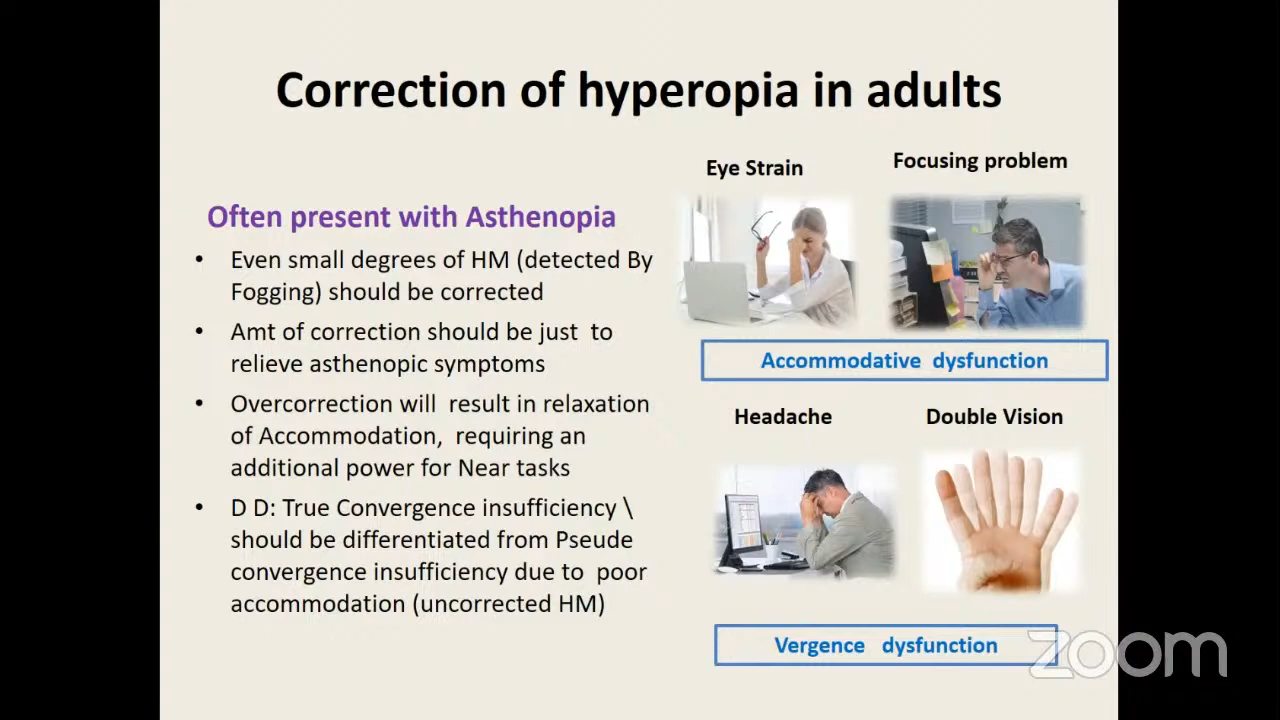 Correction of hyperopia in adults
Often present with Asthenopia
• Even small degrees of HM (detected By
Fogging) should be corrected
• Amt of correction should be just to
relieve asthenopic symptoms
• Overcorrection will result in relaxation
of Accommodation, requiring an
additional power for Near tasks
• D D: True Convergence insufficiency \
should be differentiated from Pseude
convergence insufficiency due to poor
accommodation (uncorrected HM)
Eye Strain
Focusing problem
Accommodative dysfunction
Headache
Double Vision
Vergence dysfunction
zoom